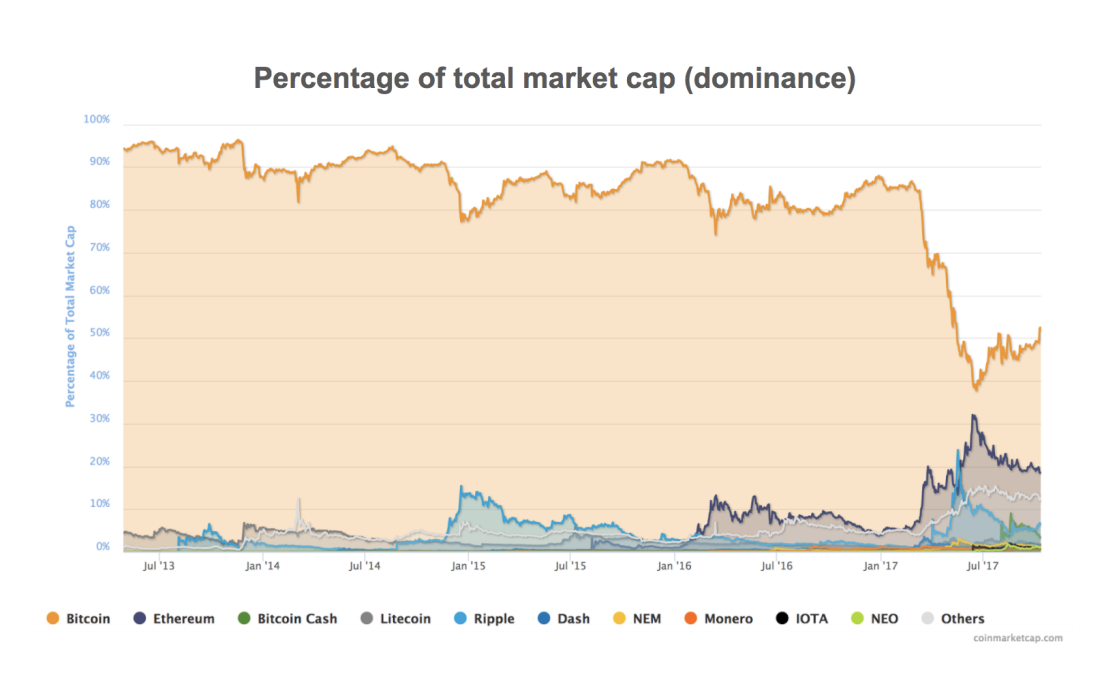 Percentage of total market cap (dominance)
Percentage of Total Market Cap
100%
90%
80%
70%
60%
50%
40%
30%
20%
10%
0%
Jul '13 Jan '14 Jul '14 Jan '15 Jul '15 Jan '16 Jul '16 Jan '17 Jul '17
Bitcoin Ethereum Bitcoin Cash Litecoin Ripple Dash NEM Monero IOTA NEO Others
coinmarketcap.com